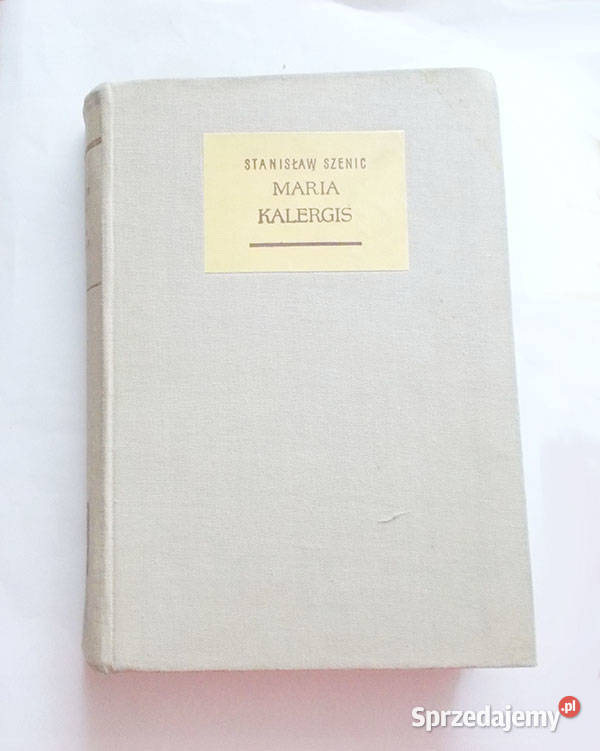 STANISŁAW SZENIC
MARIA
KALERGIS
Sprzedajemy.pl